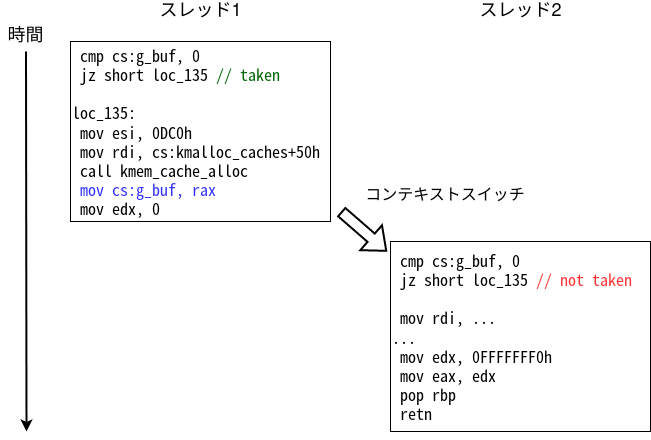 スレッド1
スレッド2
時間
cmp cs:g_buf, 0
jz short loc_135 // taken
loc_135:
mov esi, 0DC0h
mov rdi, cs:kmalloc_caches+50h
call kmem_cache_alloc
mov cs:g_buf, rax
mov edx, 0
コンテキストスイッチ
cmp cs:g_buf, 0
jz short loc_135 // not taken
mov rdi, ...
...
mov edx, 0FFFFFFF0h
mov eax, edx
pop rbp
retn